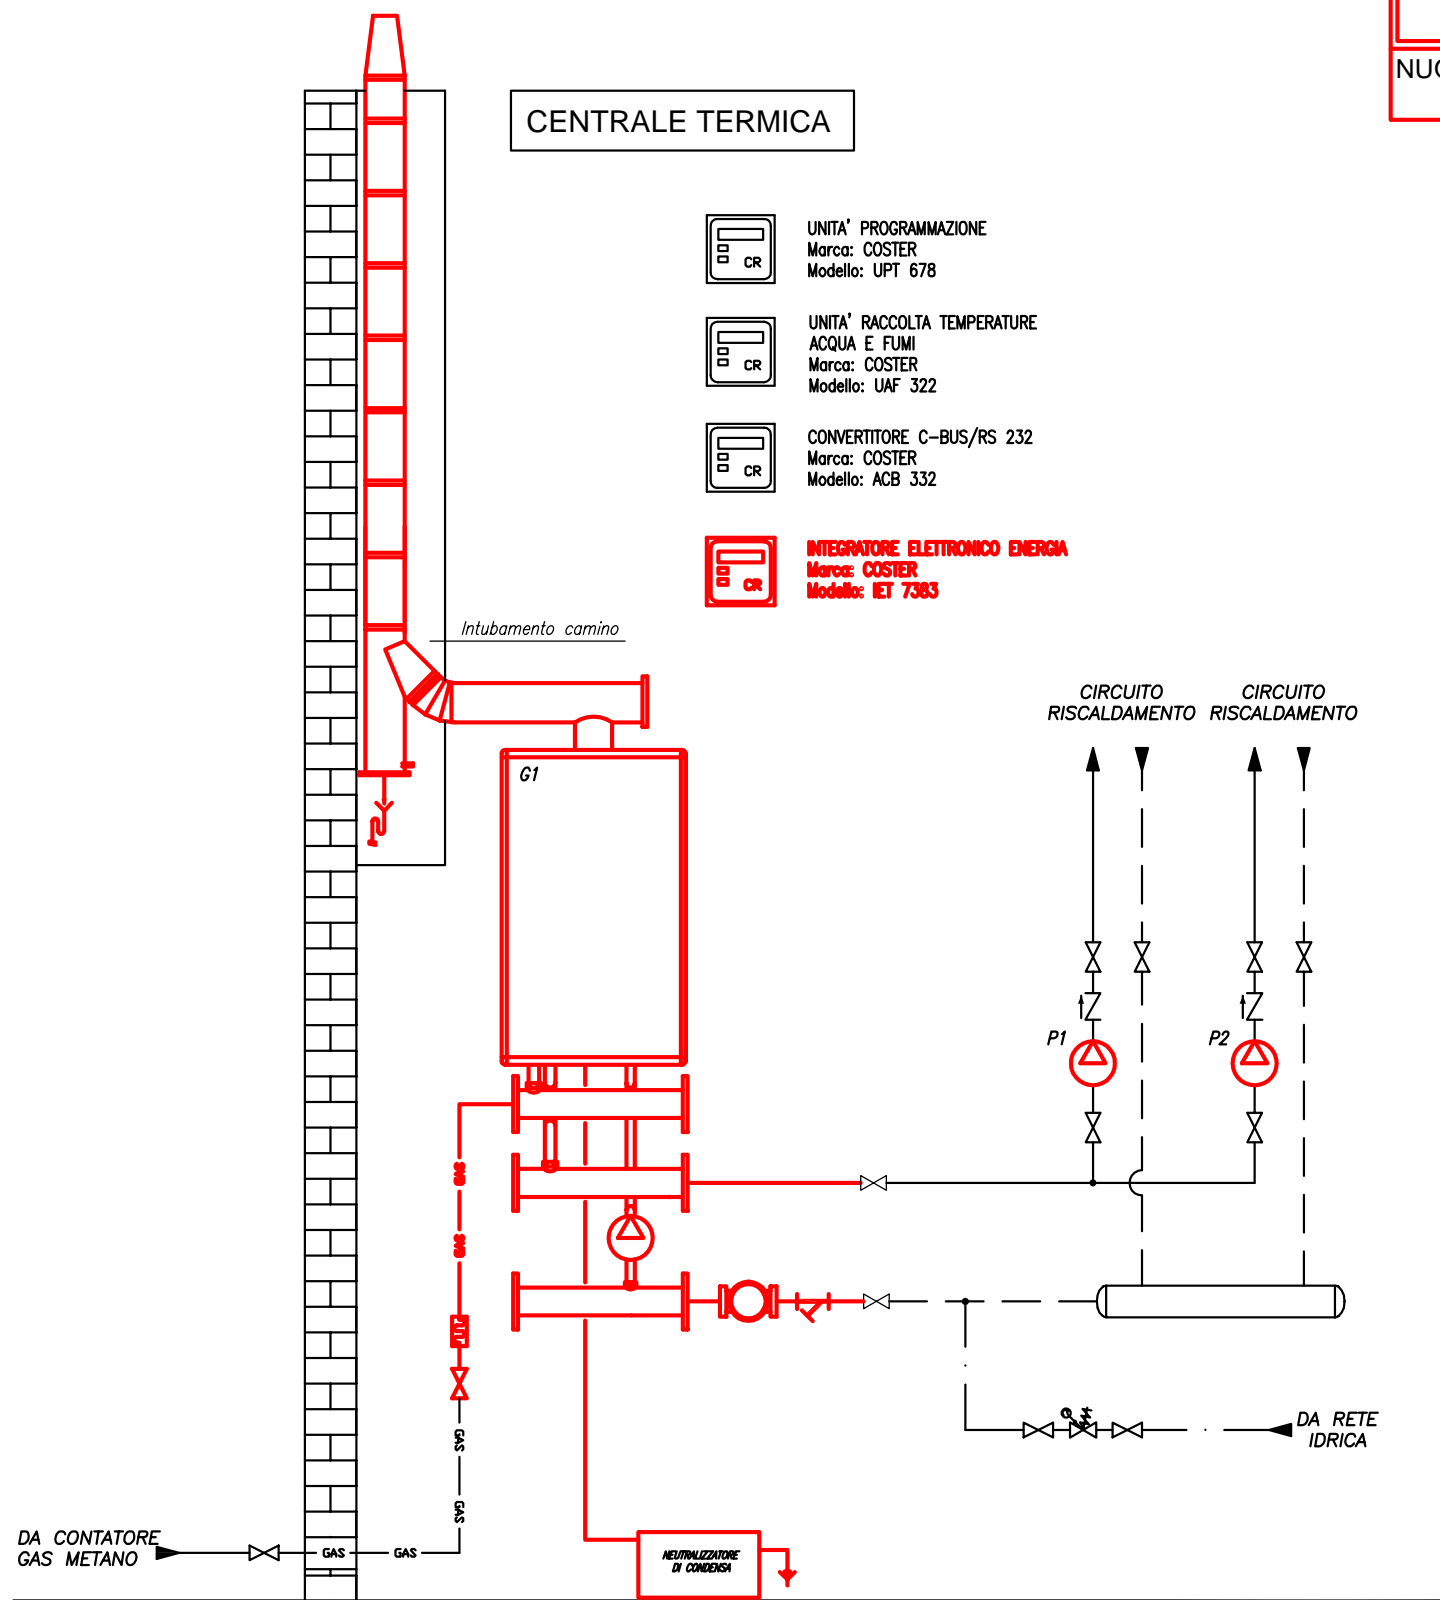 NUO
CENTRALE TERMICA
UNITA' PROGRAMMAZIONE
Marca: COSTER
Modello: UPT 678
CR
UNITA' RACCOLTA TEMPERATURE
ACQUA E FUMI
Marca: COSTER
Modello: UAF 322
CR
CONVERTITORE C-BUS/RS 232
Marca: COSTER
Modello: ACB 332
CR
INTEGRATORE ELETTRONICO ENERGIA
Marca: COSTER
Modello: IET 7383
CR
Intubamento camino
CIRCUITO
RISCALDAMENTO
CIRCUITO
RISCALDAMENTO
G1
P1
P2
GAS
GAS
GAS
GAS
DA RETE
IDRICA
DA CONTATORE
GAS METANO
GAS
GAS
NEUTRALIZZATORE
DI CONDENSA